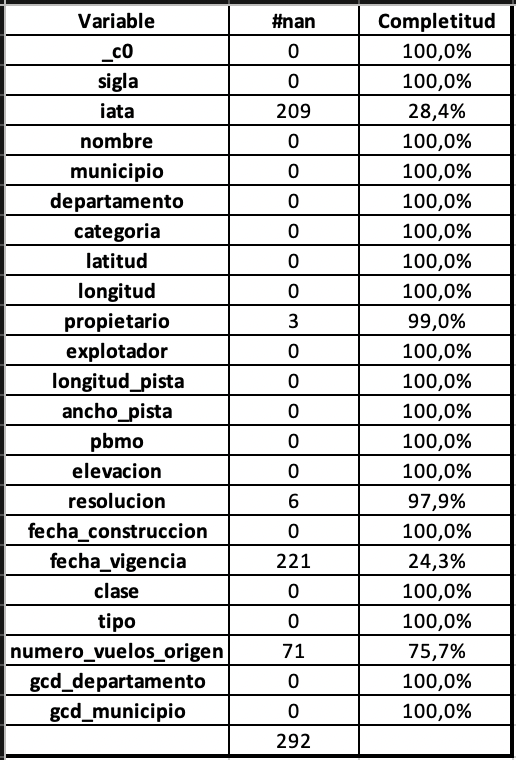 Variable #nan Completitud
_c0 0 100,0%
sigla 0 100,0%
iata 209 28,4%
nombre 0 100,0%
municipio 0 100,0%
departamento 0 100,0%
categoria 0 100,0%
latitud 0 100,0%
longitud 0 100,0%
propietario 3 99,0%
explotador 0 100,0%
longitud_pista 0 100,0%
ancho_pista 0 100,0%
pbmo 0 100,0%
elevacion 0 100,0%
resolucion 6 97,9%
fecha_construccion 0 100,0%
fecha_vigencia 221 24,3%
clase 0 100,0%
tipo 0 100,0%
numero_vuelos_origen 71 75,7%
gcd_departamento 0 100,0%
gcd_municipio 0 100,0%
292